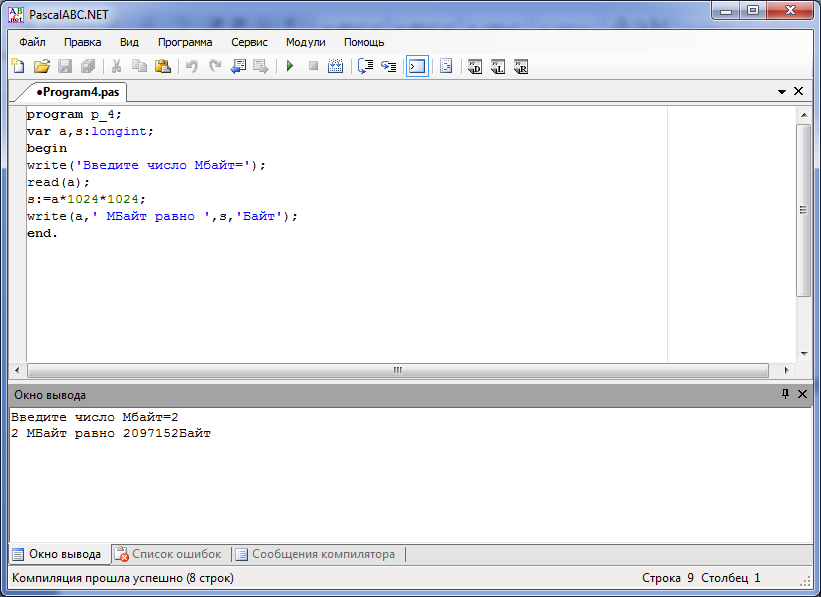 PascalABC.NET
Файл Правка Вид Программа Сервис Модули Помощь
•Program4.pas
program p_4;
var a,s:longint;
begin
write('Введите число Мбайт=');
read(a);
s:=a*1024*1024;
write(a,' МБайт равно ',s,'Байт');
end.
Окно вывода
Введите число Мбайт=2
2 МБайт равно 2097152Байт
Окно вывода Список ошибок Сообщения компилятора
Компиляция прошла успешно (8 строк) Строка 9 Столбец 1